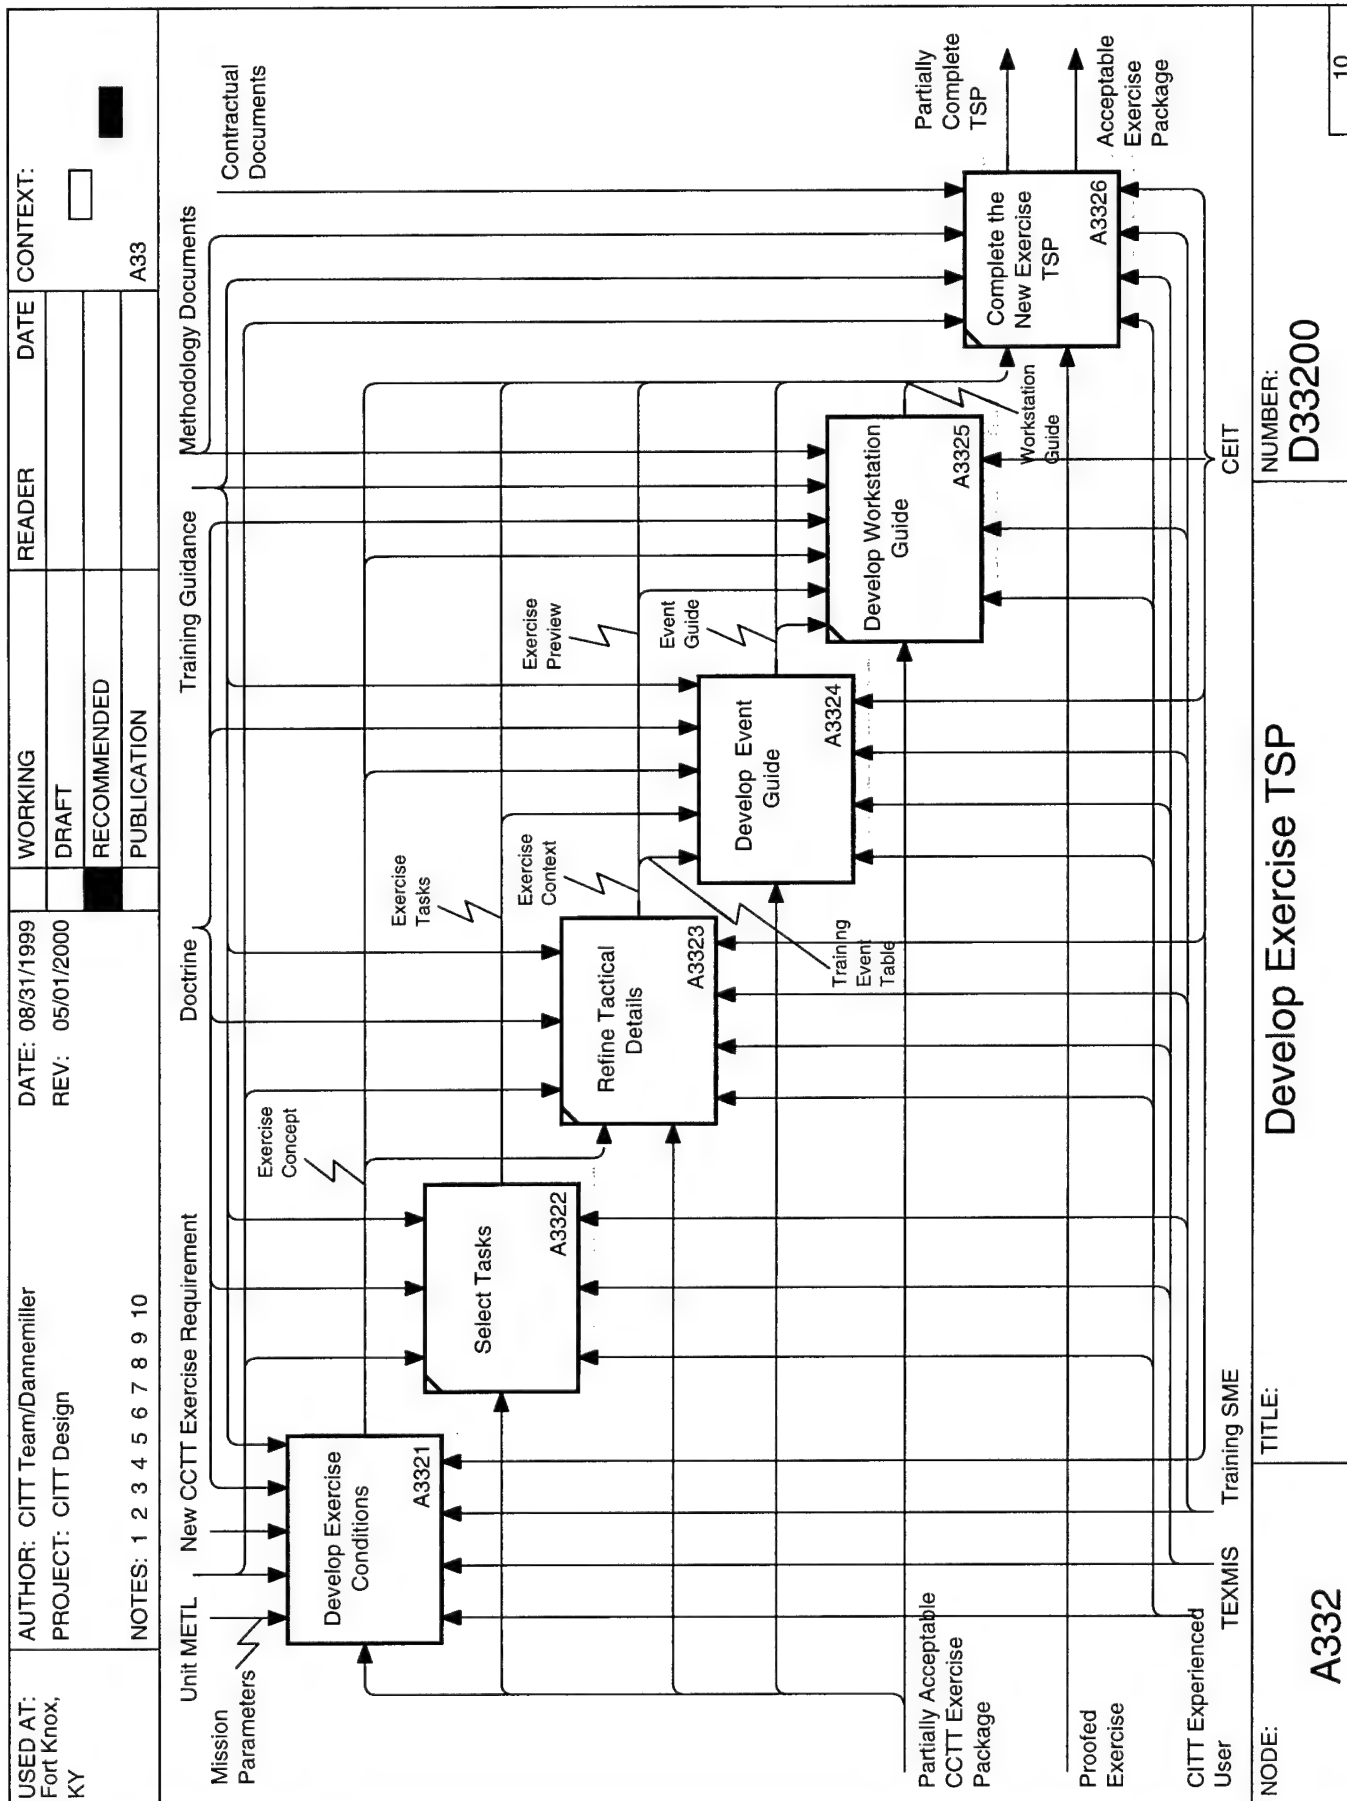 USED AT:
Fort Knox,
KY
AUTHOR: CITT Team/Dannemiller
PROJECT: CITT Design
NOTES: 1 2 3 4 5 6 7 8 9 10
DATE: 08/31/1999
REV: 05/01/2000
WORKING
DRAFT
RECOMMENDED
PUBLICATION
READER
DATE
CONTEXT:
A33
Unit METL
New CCTT Exercise Requirement
Doctrine
Training Guidance
Methodology Documents
Mission
Parameters
Contractual
Documents
Develop Exercise
Conditions
A3321
Exercise
Concept
Select Tasks
A3322
Exercise
Tasks
Refine Tactical
Details
A3323
Exercise
Context
Training
Event
Table
Develop Event
Guide
A3324
Exercise
Preview
Event
Guide
Develop Workstation
Guide
A3325
Workstation
Guide
Complete the
New Exercise
TSP
A3326
Partially
Complete
TSP
Acceptable
Exercise
Package
Partially Acceptable
CCTT Exercise
Package
Proofed
Exercise
CITT Experienced
User
TEXMIS
Training SME
CEIT
NODE:
A332
TITLE:
Develop Exercise TSP
NUMBER:
D33200
10